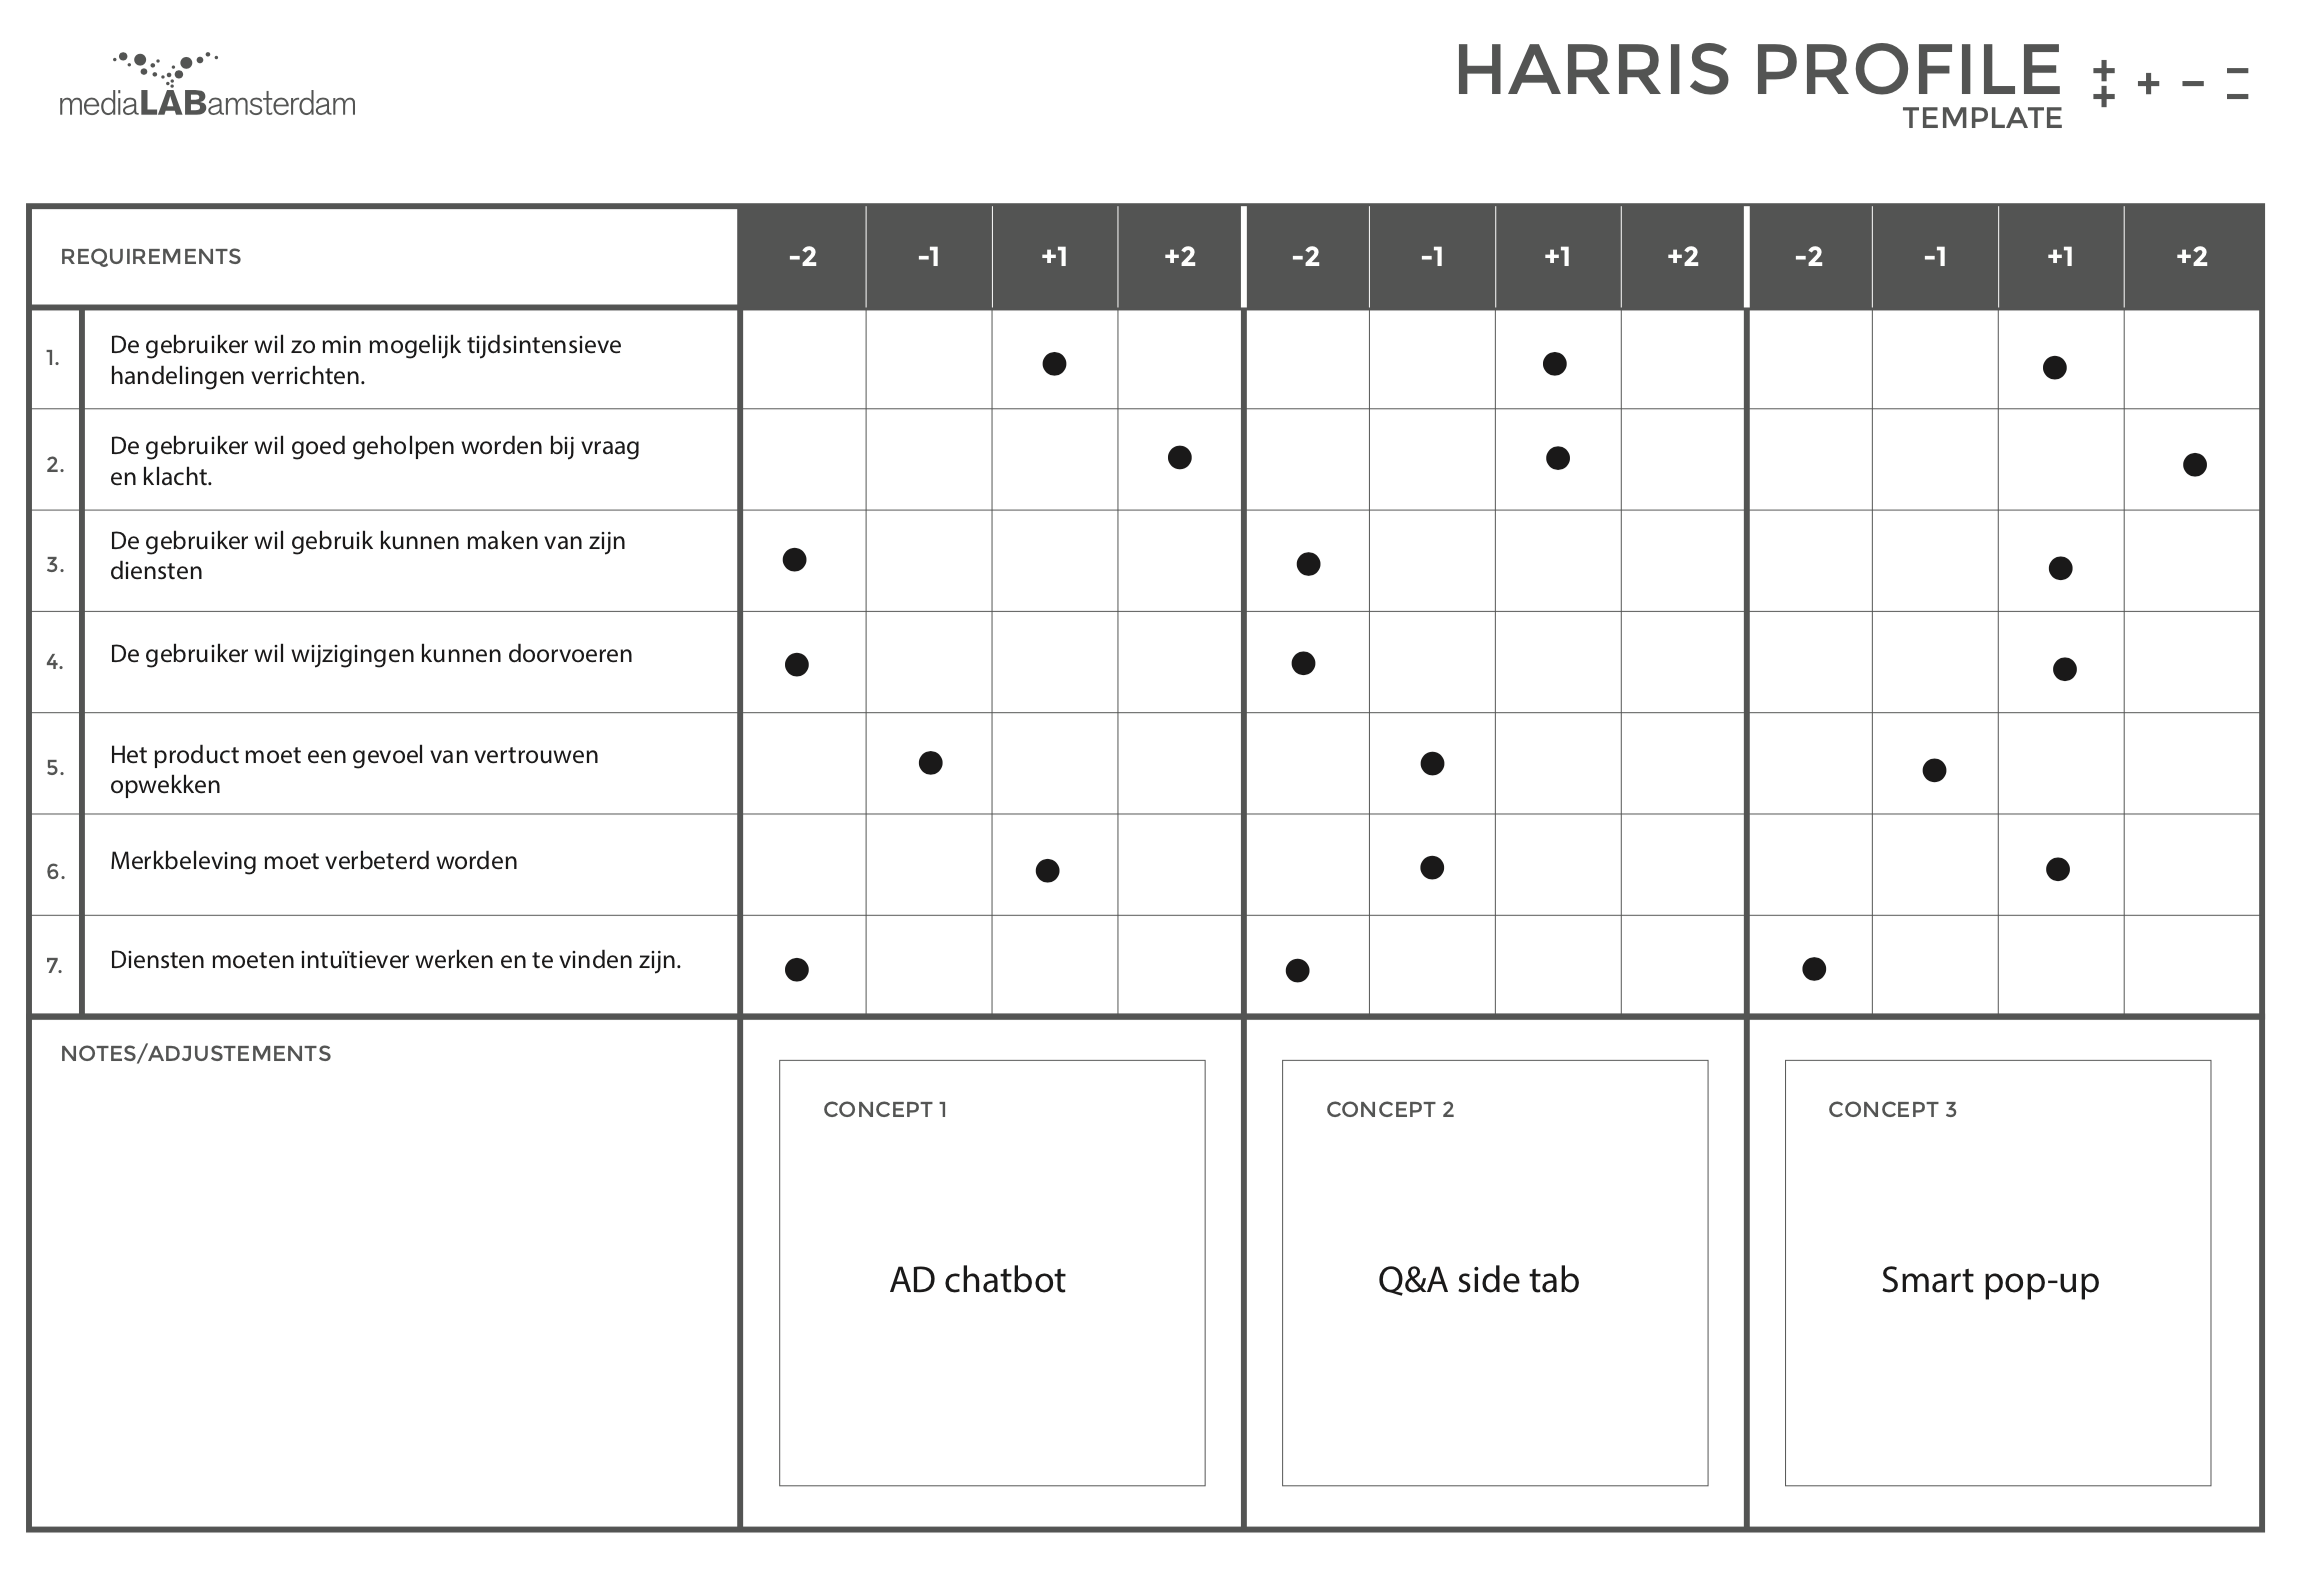 mediaLABamsterdam
HARRIS PROFILE
TEMPLATE
REQUIREMENTS
-2 -1 +1 +2 -2 -1 +1 +2 -2 -1 +1 +2
1.
De gebruiker wil zo min mogelijk tijdsintensieve
handelingen verrichten.
2.
De gebruiker wil goed geholpen worden bij vraag
en klacht.
3.
De gebruiker wil gebruik kunnen maken van zijn
diensten
4.
De gebruiker wil wijzigingen kunnen doorvoeren
5.
Het product moet een gevoel van vertrouwen
opwekken
6.
Merkbeleving moet verbeterd worden
7.
Diensten moeten intuïtiever werken en te vinden zijn.
NOTES/ADJUSTEMENTS
CONCEPT 1
AD chatbot
CONCEPT 2
Q&A side tab
CONCEPT 3
Smart pop-up